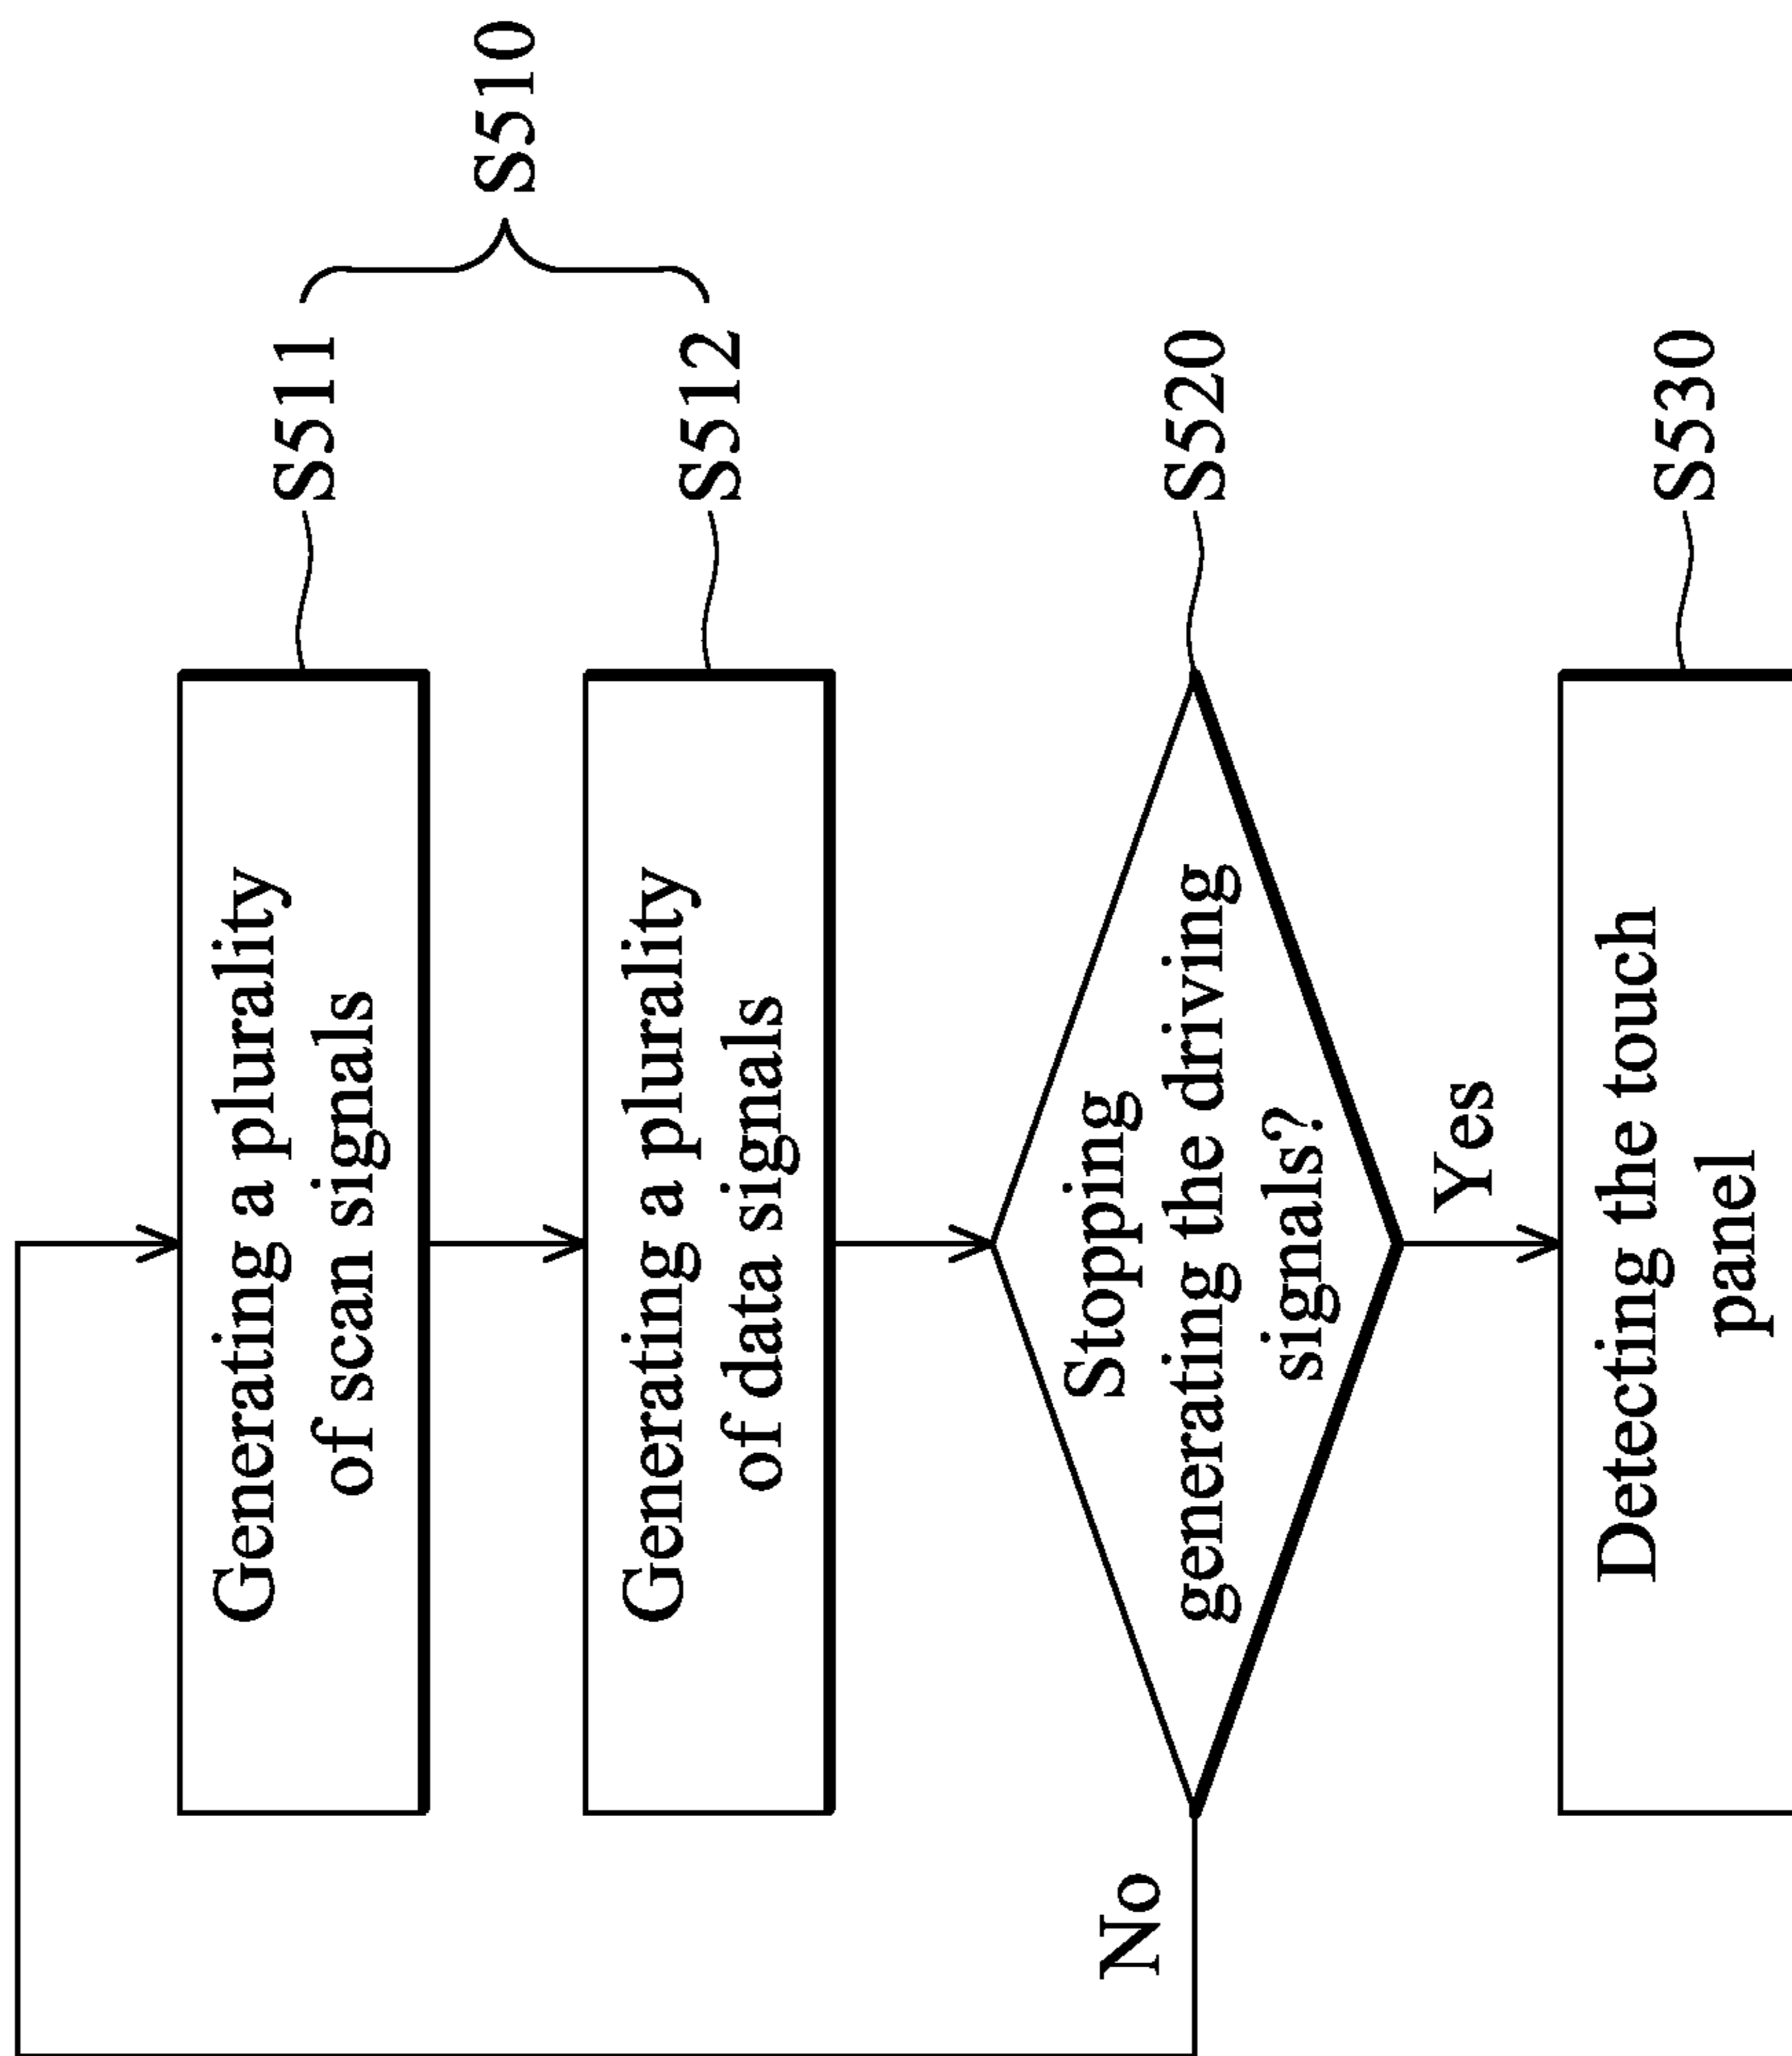 Generating a plurality
of scan signals
S511
S510
Generating a plurality
of data signals
S512
Stopping
generating the driving
signals?
S520
No
Yes
Detecting the touch
panel
S530